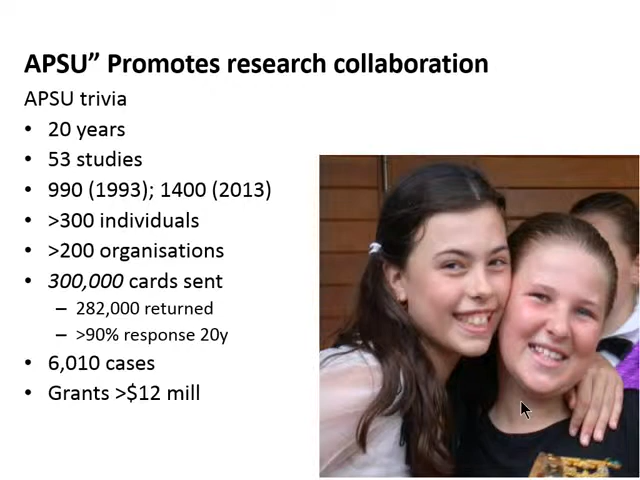 APSU” Promotes research collaboration
APSU trivia
• 20 years
• 53 studies
• 990 (1993); 1400 (2013)
• >300 individuals
• >200 organisations
• 300,000 cards sent
– 282,000 returned
– >90% response 20y
• 6,010 cases
• Grants >$12 mill